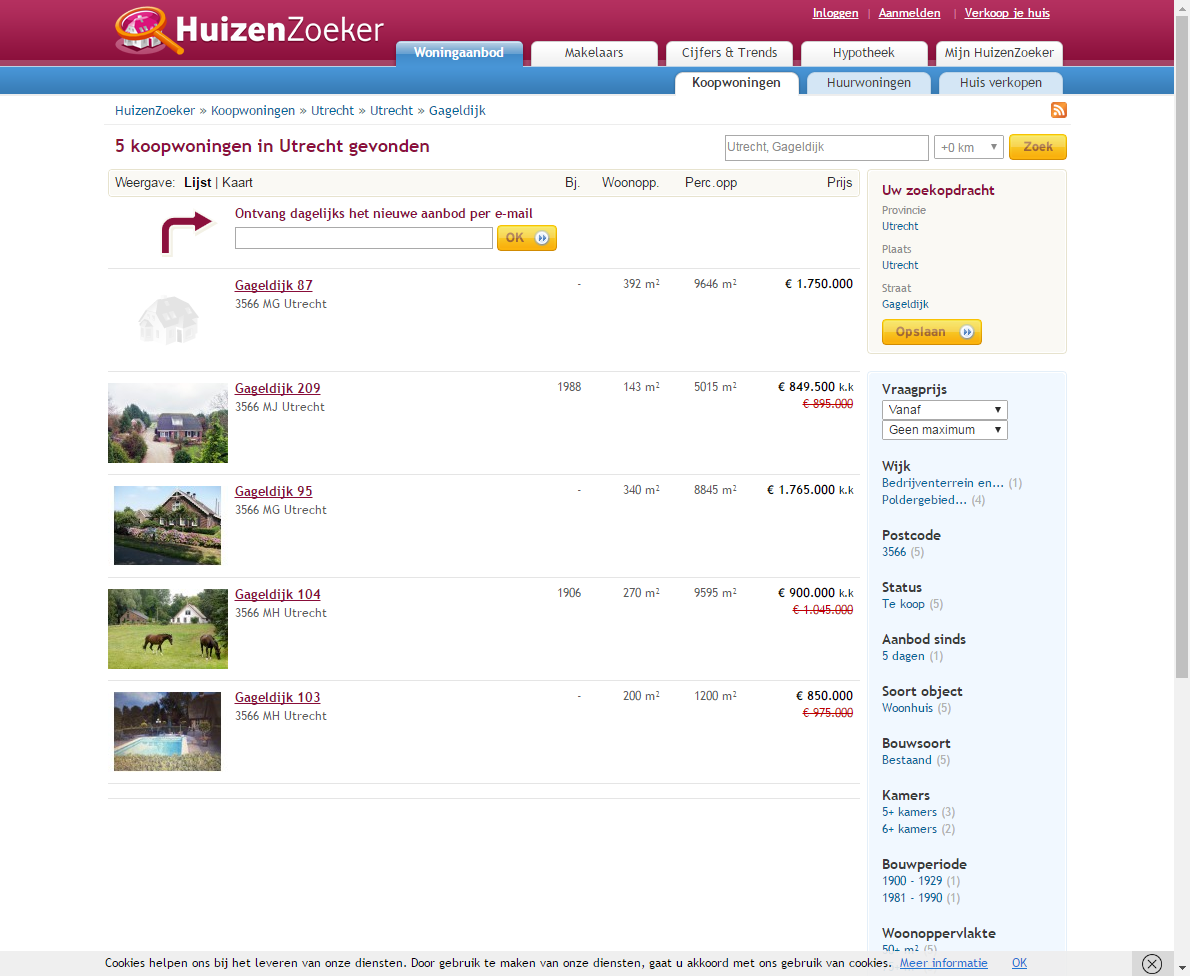 Inloggen | Aanmelden | Verkoop je huis
HuizenZoeker
Woningaanbod Makelaars Cijfers & Trends Hypotheek Mijn HuizenZoeker
Koopwoningen Huurwoningen Huis verkopen
HuizenZoeker » Koopwoningen » Utrecht » Utrecht » Gageldijk
5 koopwoningen in Utrecht gevonden
Utrecht, Gageldijk +0 km Zoek
Weergave: Lijst | Kaart Bj. Woonopp. Perc.opp Prijs
Ontvang dagelijks het nieuwe aanbod per e-mail
OK
Gageldijk 87 - 392 m² 9646 m² € 1.750.000
3566 MG Utrecht
Gageldijk 209 1988 143 m² 5015 m² € 849.500 k.k
3566 MJ Utrecht € 895.000
Gageldijk 95 - 340 m² 8845 m² € 1.765.000 k.k
3566 MG Utrecht
Gageldijk 104 1906 270 m² 9595 m² € 900.000 k.k
3566 MH Utrecht € 1.045.000
Gageldijk 103 - 200 m² 1200 m² € 850.000
3566 MH Utrecht € 975.000
Uw zoekopdracht
Provincie
Utrecht
Plaats
Utrecht
Straat
Gageldijk
Opslaan
Vraagprijs
Vanaf
Geen maximum
Wijk
Bedrijventerrein en... (1)
Poldergebied... (4)
Postcode
3566 (5)
Status
Te koop (5)
Aanbod sinds
5 dagen (1)
Soort object
Woonhuis (5)
Bouwsoort
Bestaand (5)
Kamers
5+ kamers (3)
6+ kamers (2)
Bouwperiode
1900 - 1929 (1)
1981 - 1990 (1)
Woonoppervlakte
50+ m² (5)
Cookies helpen ons bij het leveren van onze diensten. Door gebruik te maken van onze diensten, gaat u akkoord met ons gebruik van cookies. Meer informatie OK